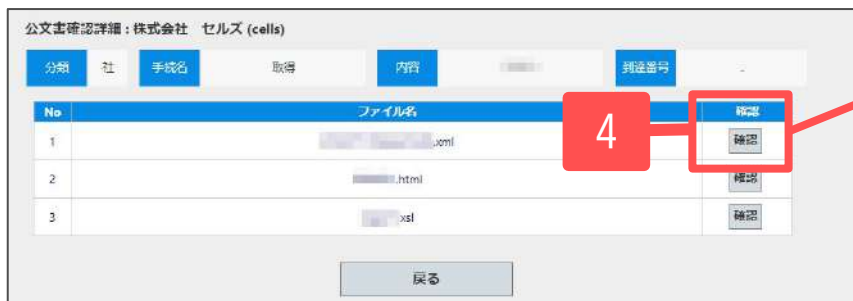 公文書確認詳細：株式会社　セルズ (cells)
分類 社 手続名 取得 内容 到達番号 -
No ファイル名 確認
1 .xml 確認
2 .html 確認
3 .xsl 確認
4
戻る